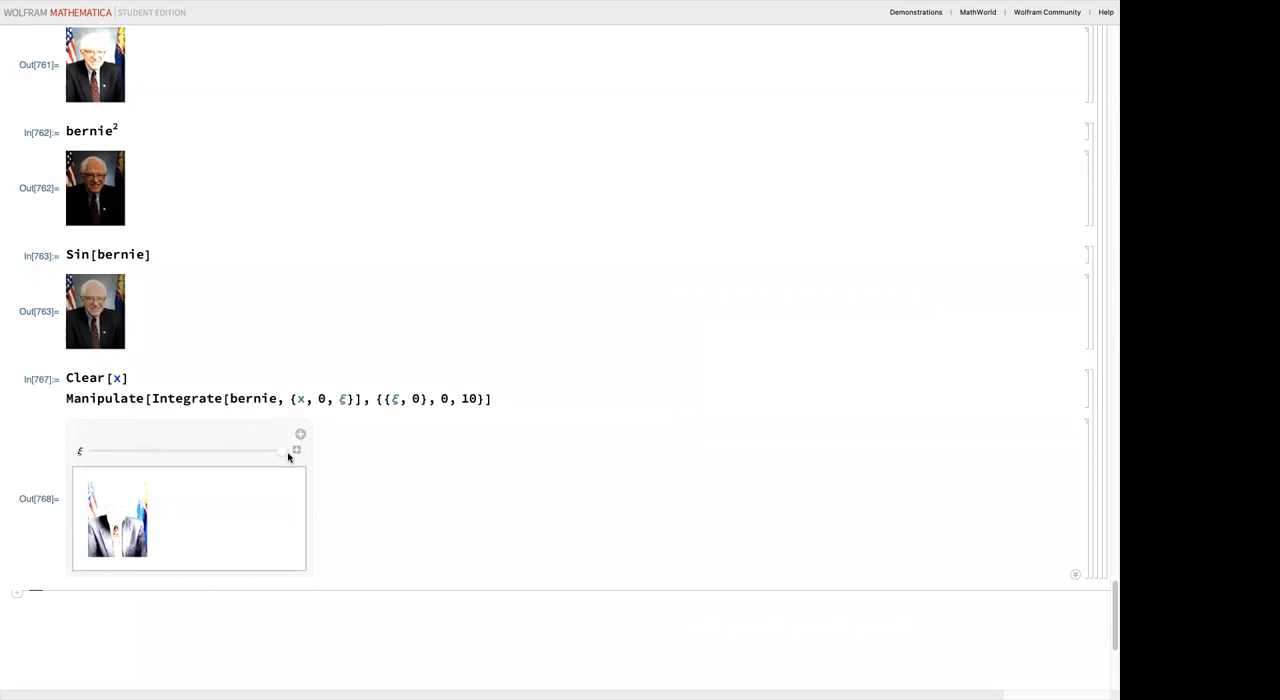 WOLFRAM MATHEMATICA | STUDENT EDITION
Demonstrations | MathWorld | Wolfram Community | Help
Out[761]=
In[762]:= bernie²
Out[762]=
In[763]:= Sin[bernie]
Out[763]=
In[767]:= Clear[x]
Manipulate[Integrate[bernie, {x, 0, ξ}], {{ξ, 0}, 0, 10}]
ξ
Out[768]=